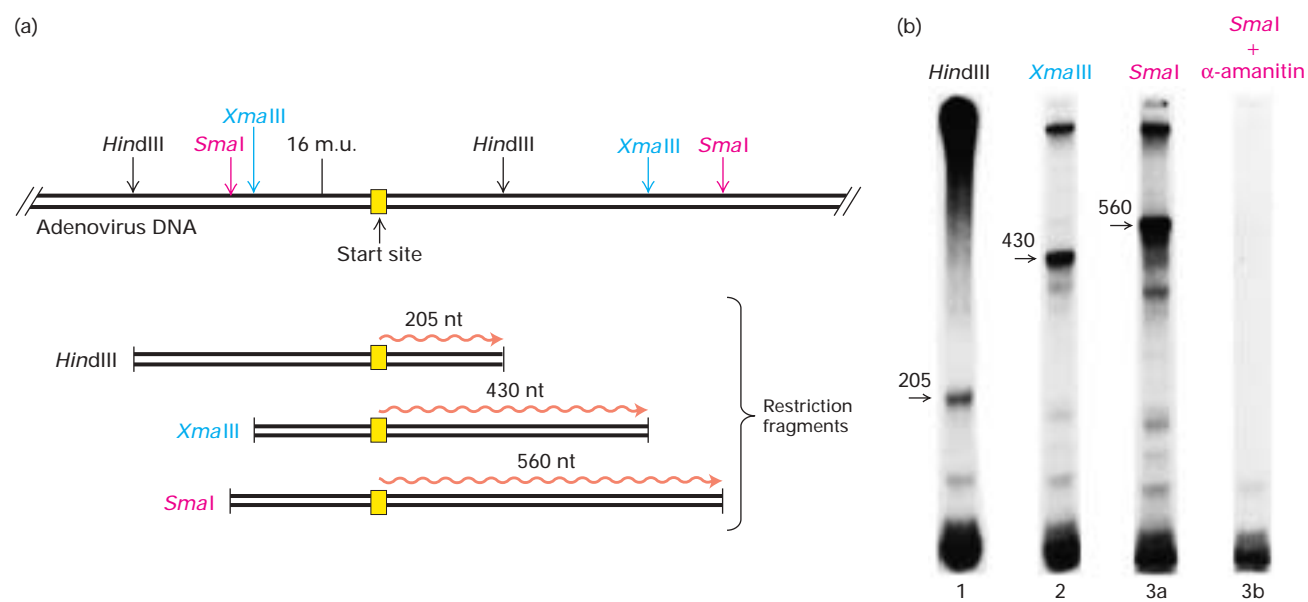 (a)
XmaIII
HindIII
SmaI
16 m.u.
HindIII
XmaIII
SmaI
Adenovirus DNA
Start site
205 nt
HindIII
430 nt
XmaIII
560 nt
SmaI
Restriction
fragments
(b)
HindIII
XmaIII
SmaI
SmaI
+
α-amanitin
560
430
205
1
2
3a
3b